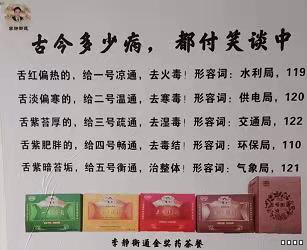 李静衡通
古今多少病，都付笑谈中
舌红偏热的，给一号凉通，去火毒！形容词：水利局，119
舌淡偏寒的，给二号温通，去寒毒！形容词：供电局，120
舌紫苔厚的，给三号疏通，去湿毒！形容词：交通局，122
舌紫肥胖的，给四号畅通，去毒结！形容词：环保局，110
舌紫暗苔垢，给五号衡通，治整体！形容词：气象局，121
李静衡通金奖药茶餐